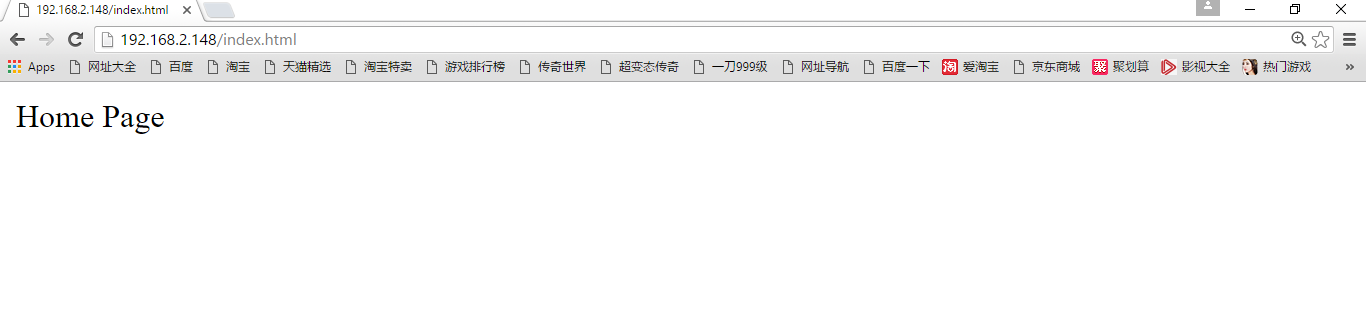 192.168.2.148/index.html
192.168.2.148/index.html
Apps 网址大全 百度 淘宝 天猫精选 淘宝特卖 游戏排行榜 传奇世界 超变态传奇 一刀999级 网址导航 百度一下 爱淘宝 京东商城 聚划算 影视大全 热门游戏 »
Home Page